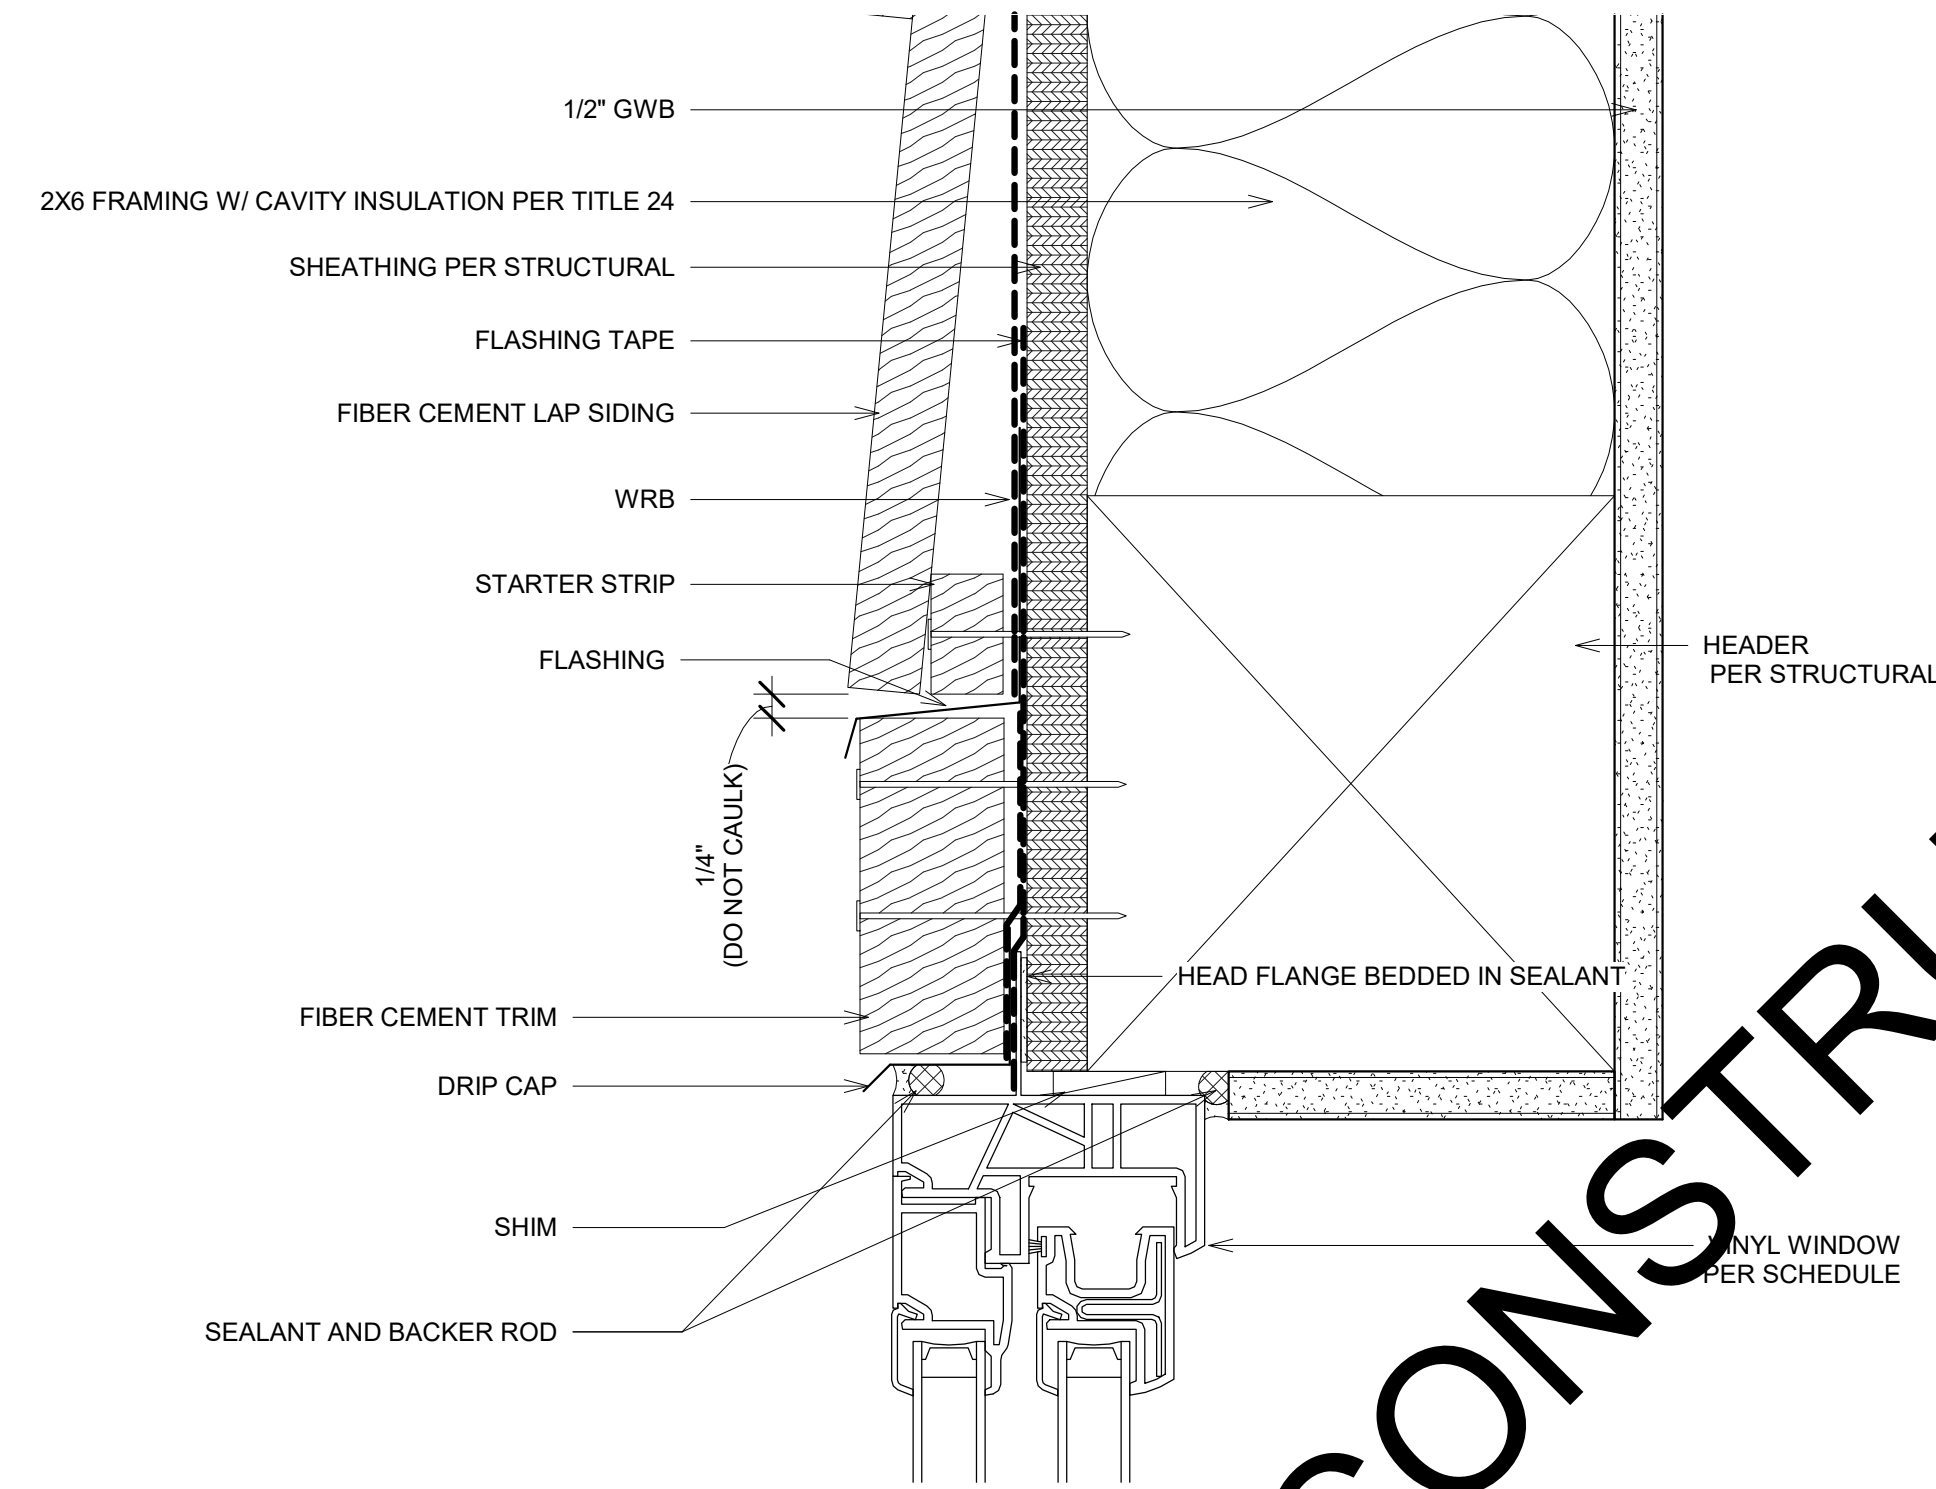 1/2" GWB
2X6 FRAMING W/ CAVITY INSULATION PER TITLE 24
SHEATHING PER STRUCTURAL
FLASHING TAPE
FIBER CEMENT LAP SIDING
WRB
STARTER STRIP
FLASHING
HEADER
PER STRUCTURAL
1/4"
(DO NOT CAULK)
HEAD FLANGE BEDDED IN SEALANT
FIBER CEMENT TRIM
DRIP CAP
SHIM
VINYL WINDOW
PER SCHEDULE
SEALANT AND BACKER ROD